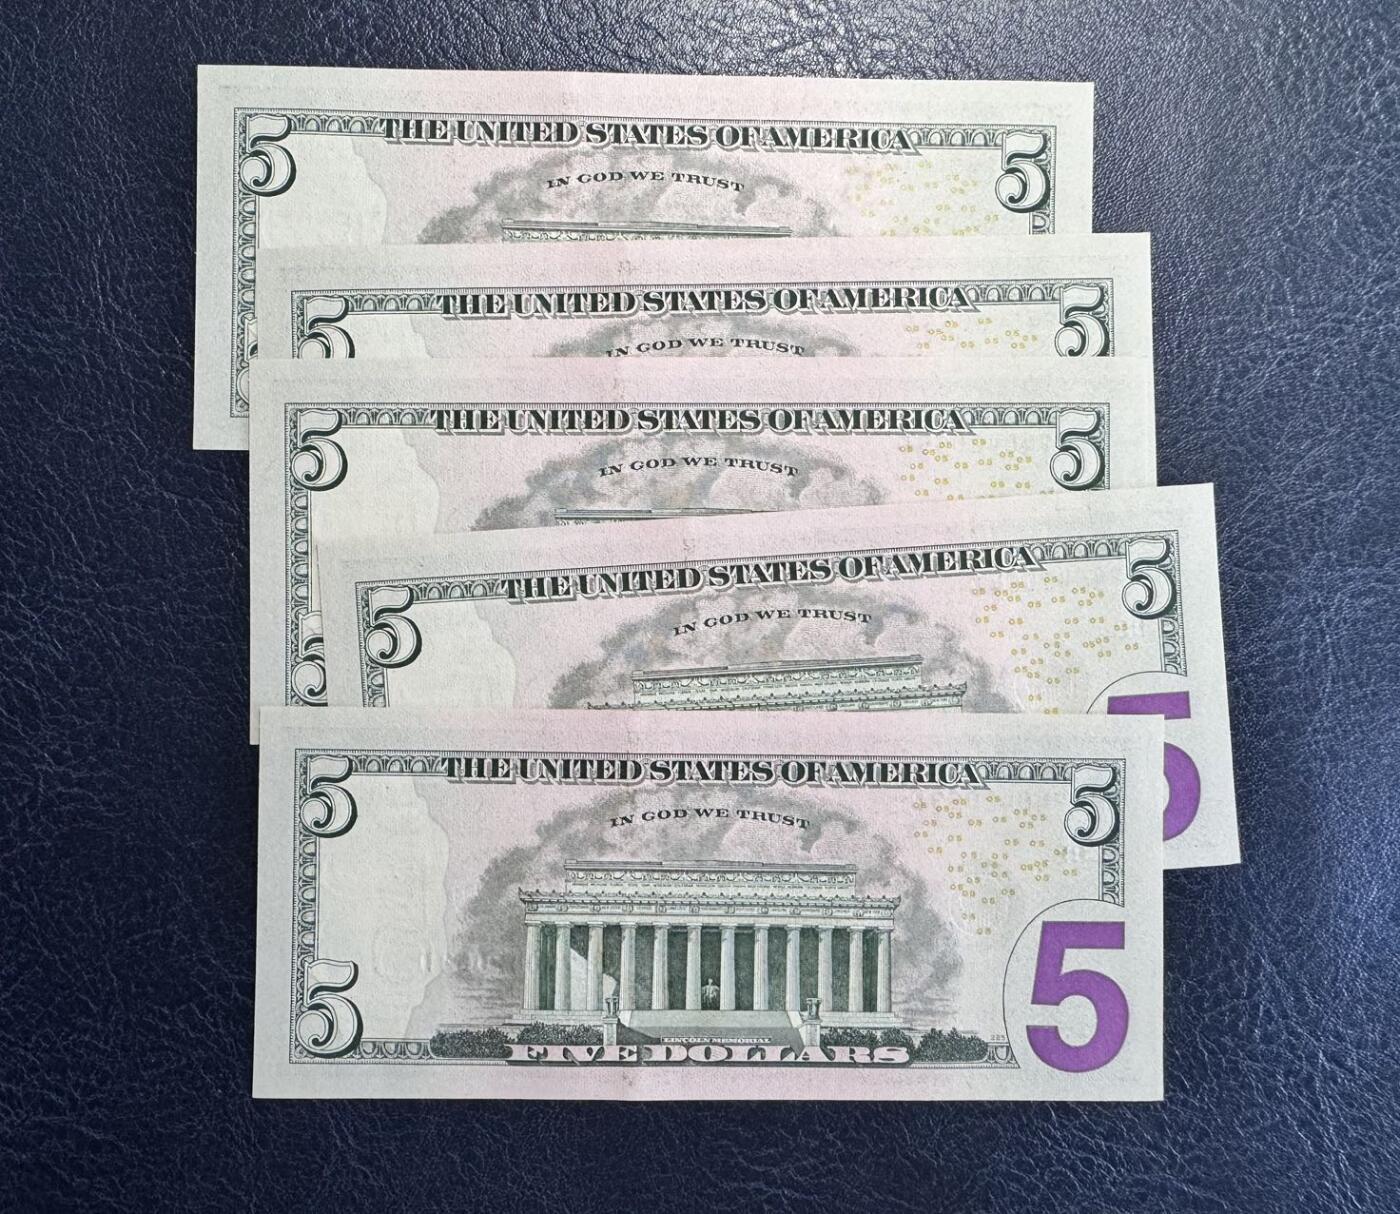 5 THE UNITED STATES OF AMERICA 5
IN GOD WE TRUST
5 THE UNITED STATES OF AMERICA 5
IN GOD WE TRUST
5 THE UNITED STATES OF AMERICA 5
IN GOD WE TRUST
5 THE UNITED STATES OF AMERICA 5
IN GOD WE TRUST
5
5 THE UNITED STATES OF AMERICA 5
IN GOD WE TRUST
5 5
LINCOLN MEMORIAL
FIVE DOLLARS